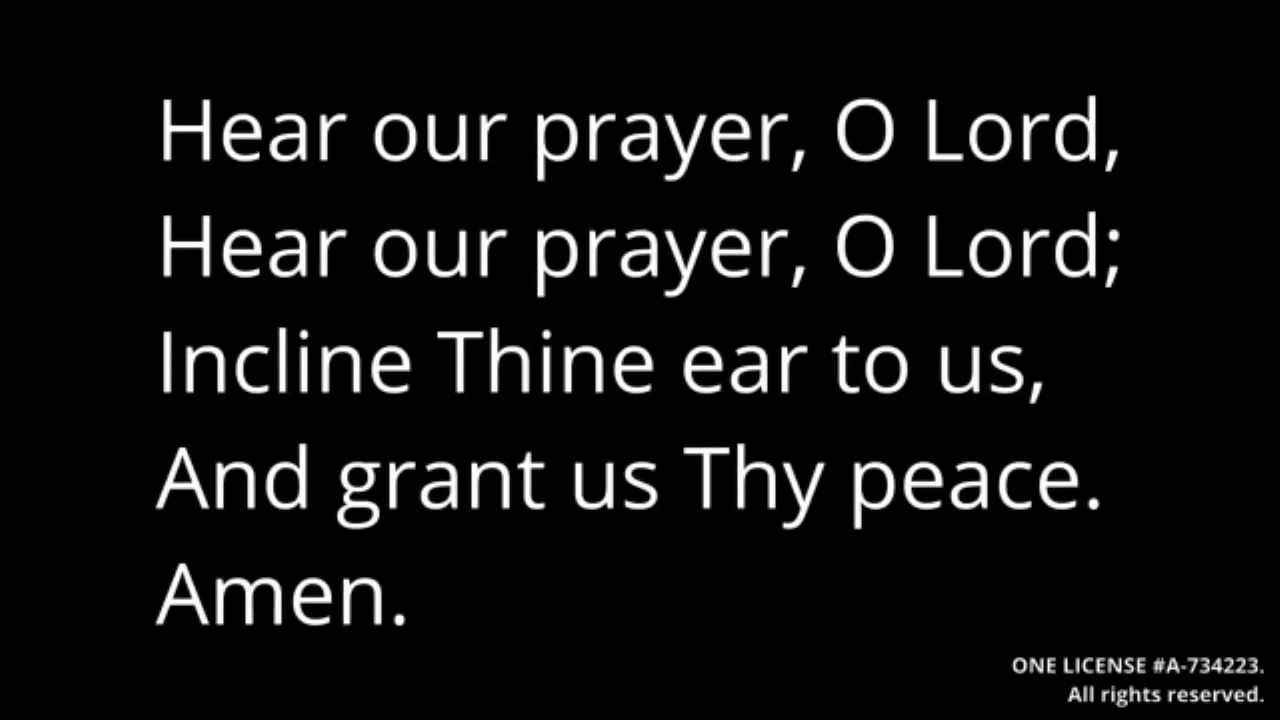 Hear our prayer, O Lord,
Hear our prayer, O Lord;
Incline Thine ear to us,
And grant us Thy peace.
Amen.
ONE LICENSE #A-734223.
All rights reserved.